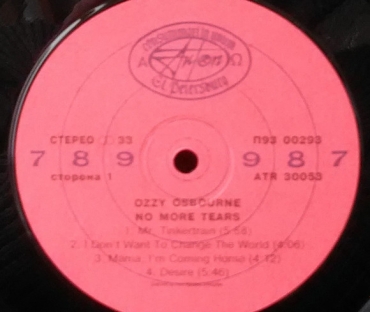 А Антоп Ω
St. Petersburg
СТЕРЕО 33 П93 00293
7 8 9 9 8 7
сторона 1 ATR 30053
OZZY OSBOURNE
NO MORE TEARS
1. Mr. Tinkertrain (5:58)
2. I Don't Want To Change The World (4:06)
3. Mama, I'm Coming Home (4:12)
4. Desire (5:46)